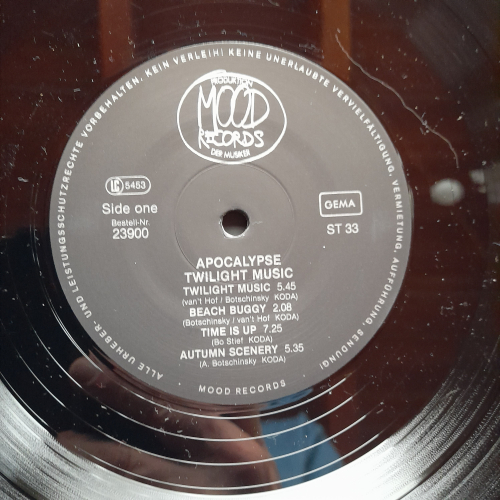 ALLE URHEBER- UND LEISTUNGSSCHUTZRECHTE VORBEHALTEN. KEIN VERLEIH! KEINE UNERLAUBTE VERVIELFÄLTIGUNG, VERMIETUNG, AUFFÜHRUNG, SENDUNG!
PRODUKTION
MOOD
RECORDS
DER MUSIKER
LC 5453
Side one
Bestell-Nr.
23900
GEMA
ST 33
APOCALYPSE
TWILIGHT MUSIC
TWILIGHT MUSIC 5.45
(van't Hof / Botschinsky KODA)
BEACH BUGGY 2.08
(Botschinsky / van't Hof KODA)
TIME IS UP 7.25
(Bo Stief KODA)
AUTUMN SCENERY 5.35
(A. Botschinsky KODA)
MOOD RECORDS